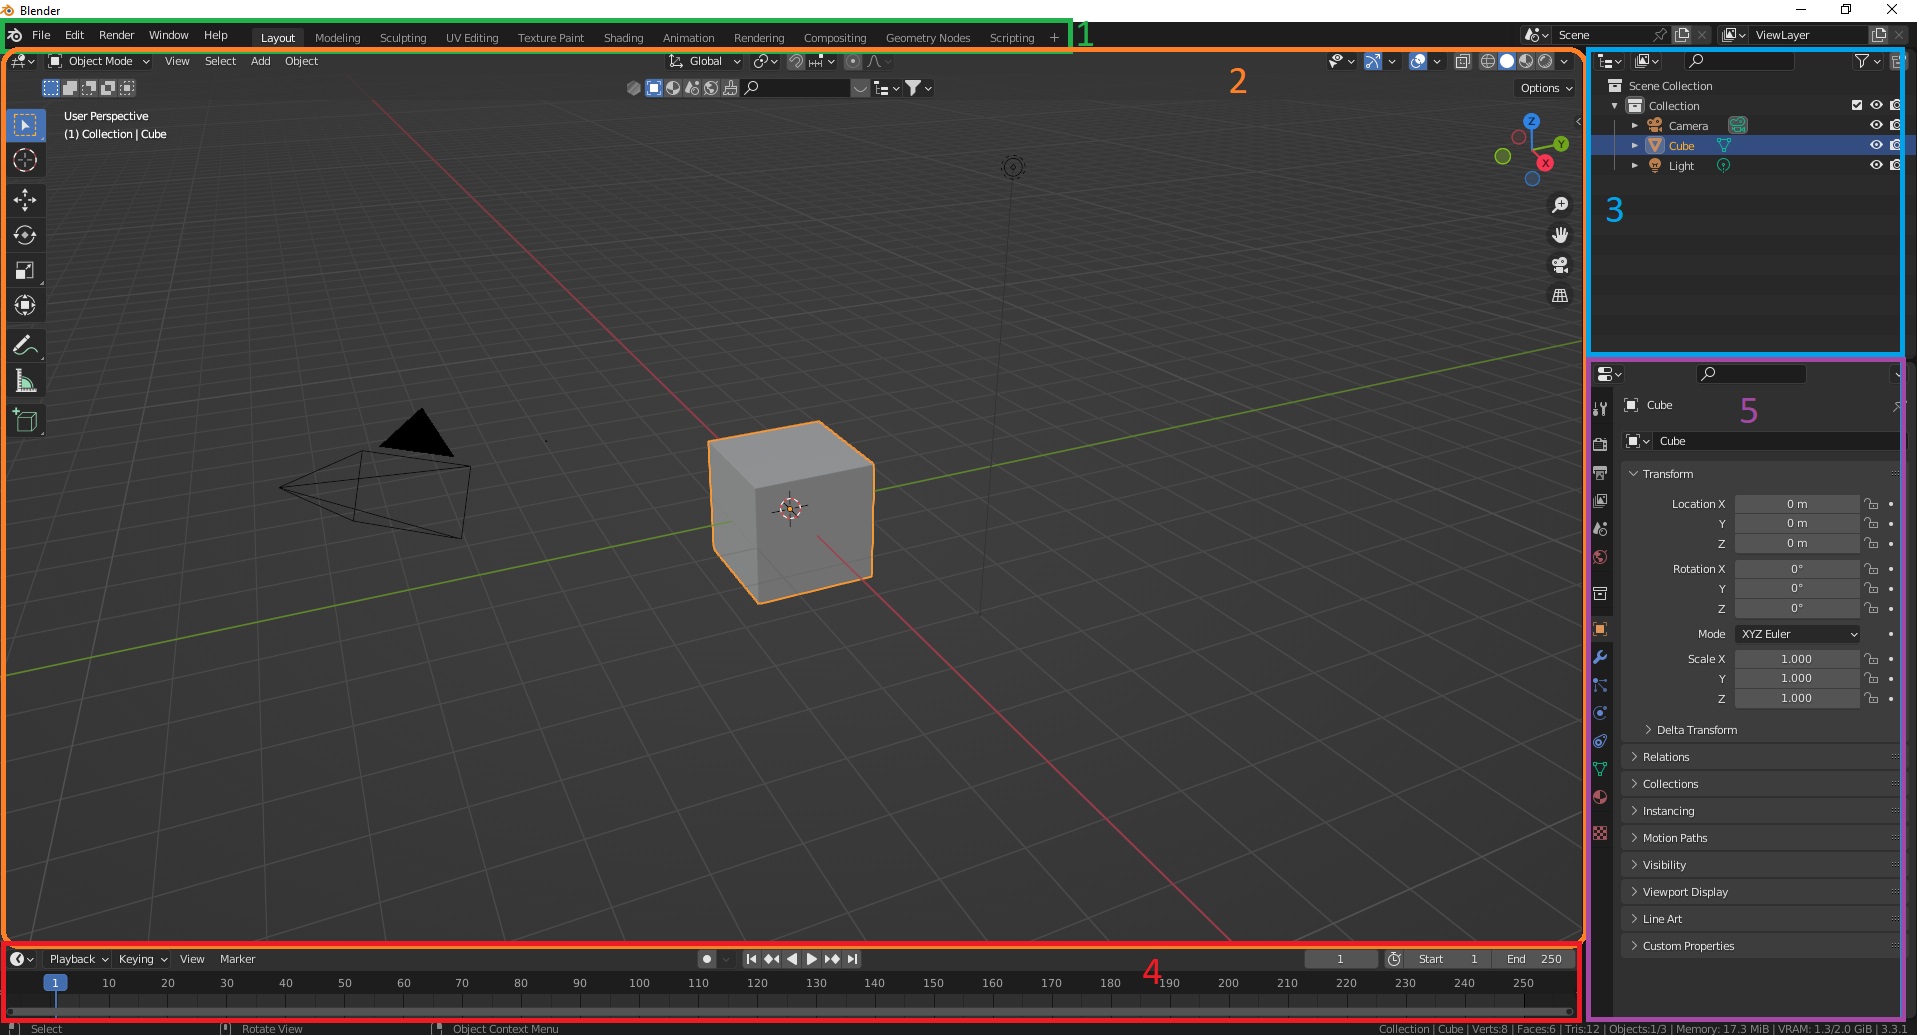 Blender
File Edit Render Window Help Layout Modeling Sculpting UV Editing Texture Paint Shading Animation Rendering Compositing Geometry Nodes Scripting + 1 Scene ViewLayer
Object Mode View Select Add Object Global
2
Options
User Perspective
(1) Collection | Cube
Z
Y
X
Scene Collection
Collection
Camera
Cube
Light
3
Cube
5
Cube
Transform
Location X 0 m
Y 0 m
Z 0 m
Rotation X 0°
Y 0°
Z 0°
Mode XYZ Euler
Scale X 1.000
Y 1.000
Z 1.000
Delta Transform
Relations
Collections
Instancing
Motion Paths
Visibility
Viewport Display
Line Art
Custom Properties
Playback Keying View Marker 4 1 Start 1 End 250
1 10 20 30 40 50 60 70 80 90 100 110 120 130 140 150 160 170 180 190 200 210 220 230 240 250
Select Rotate View Object Context Menu Collection | Cube | Verts:8 | Faces:6 | Tris:12 | Objects:1/3 | Memory: 17.3 MiB | VRAM: 1.3/2.0 GiB | 3.3.1